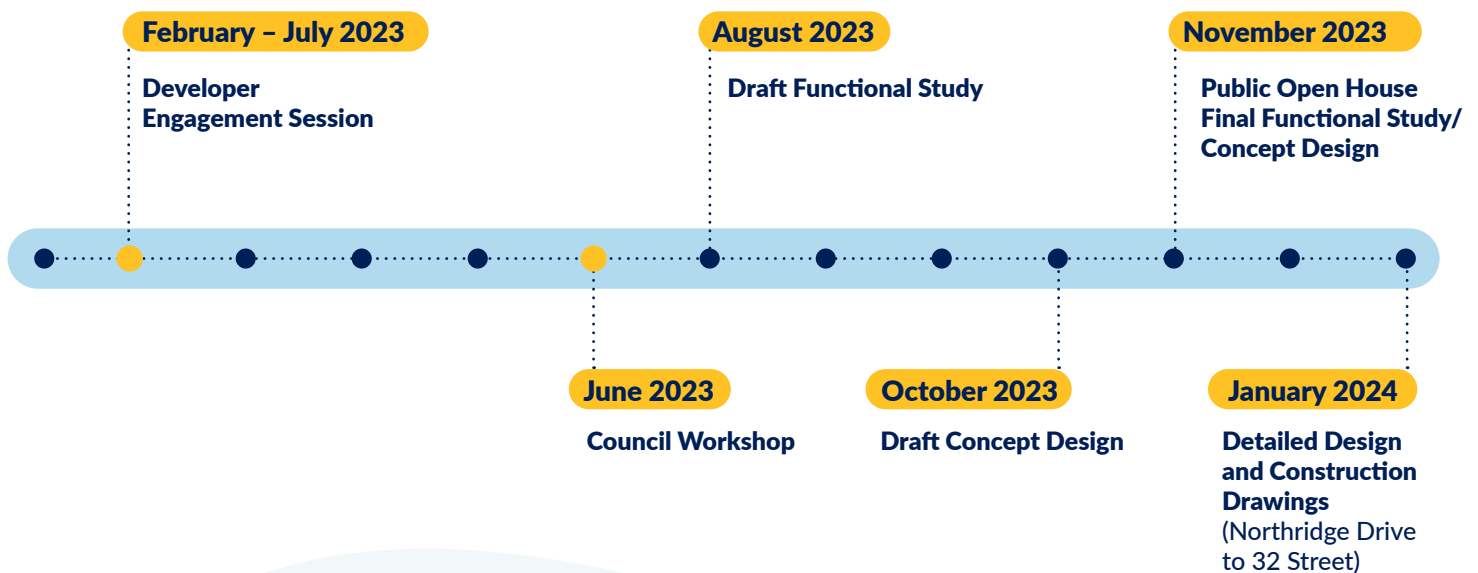 February – July 2023
Developer
Engagement Session
August 2023
Draft Functional Study
November 2023
Public Open House
Final Functional Study/
Concept Design
June 2023
Council Workshop
October 2023
Draft Concept Design
January 2024
Detailed Design
and Construction
Drawings
(Northridge Drive
to 32 Street)